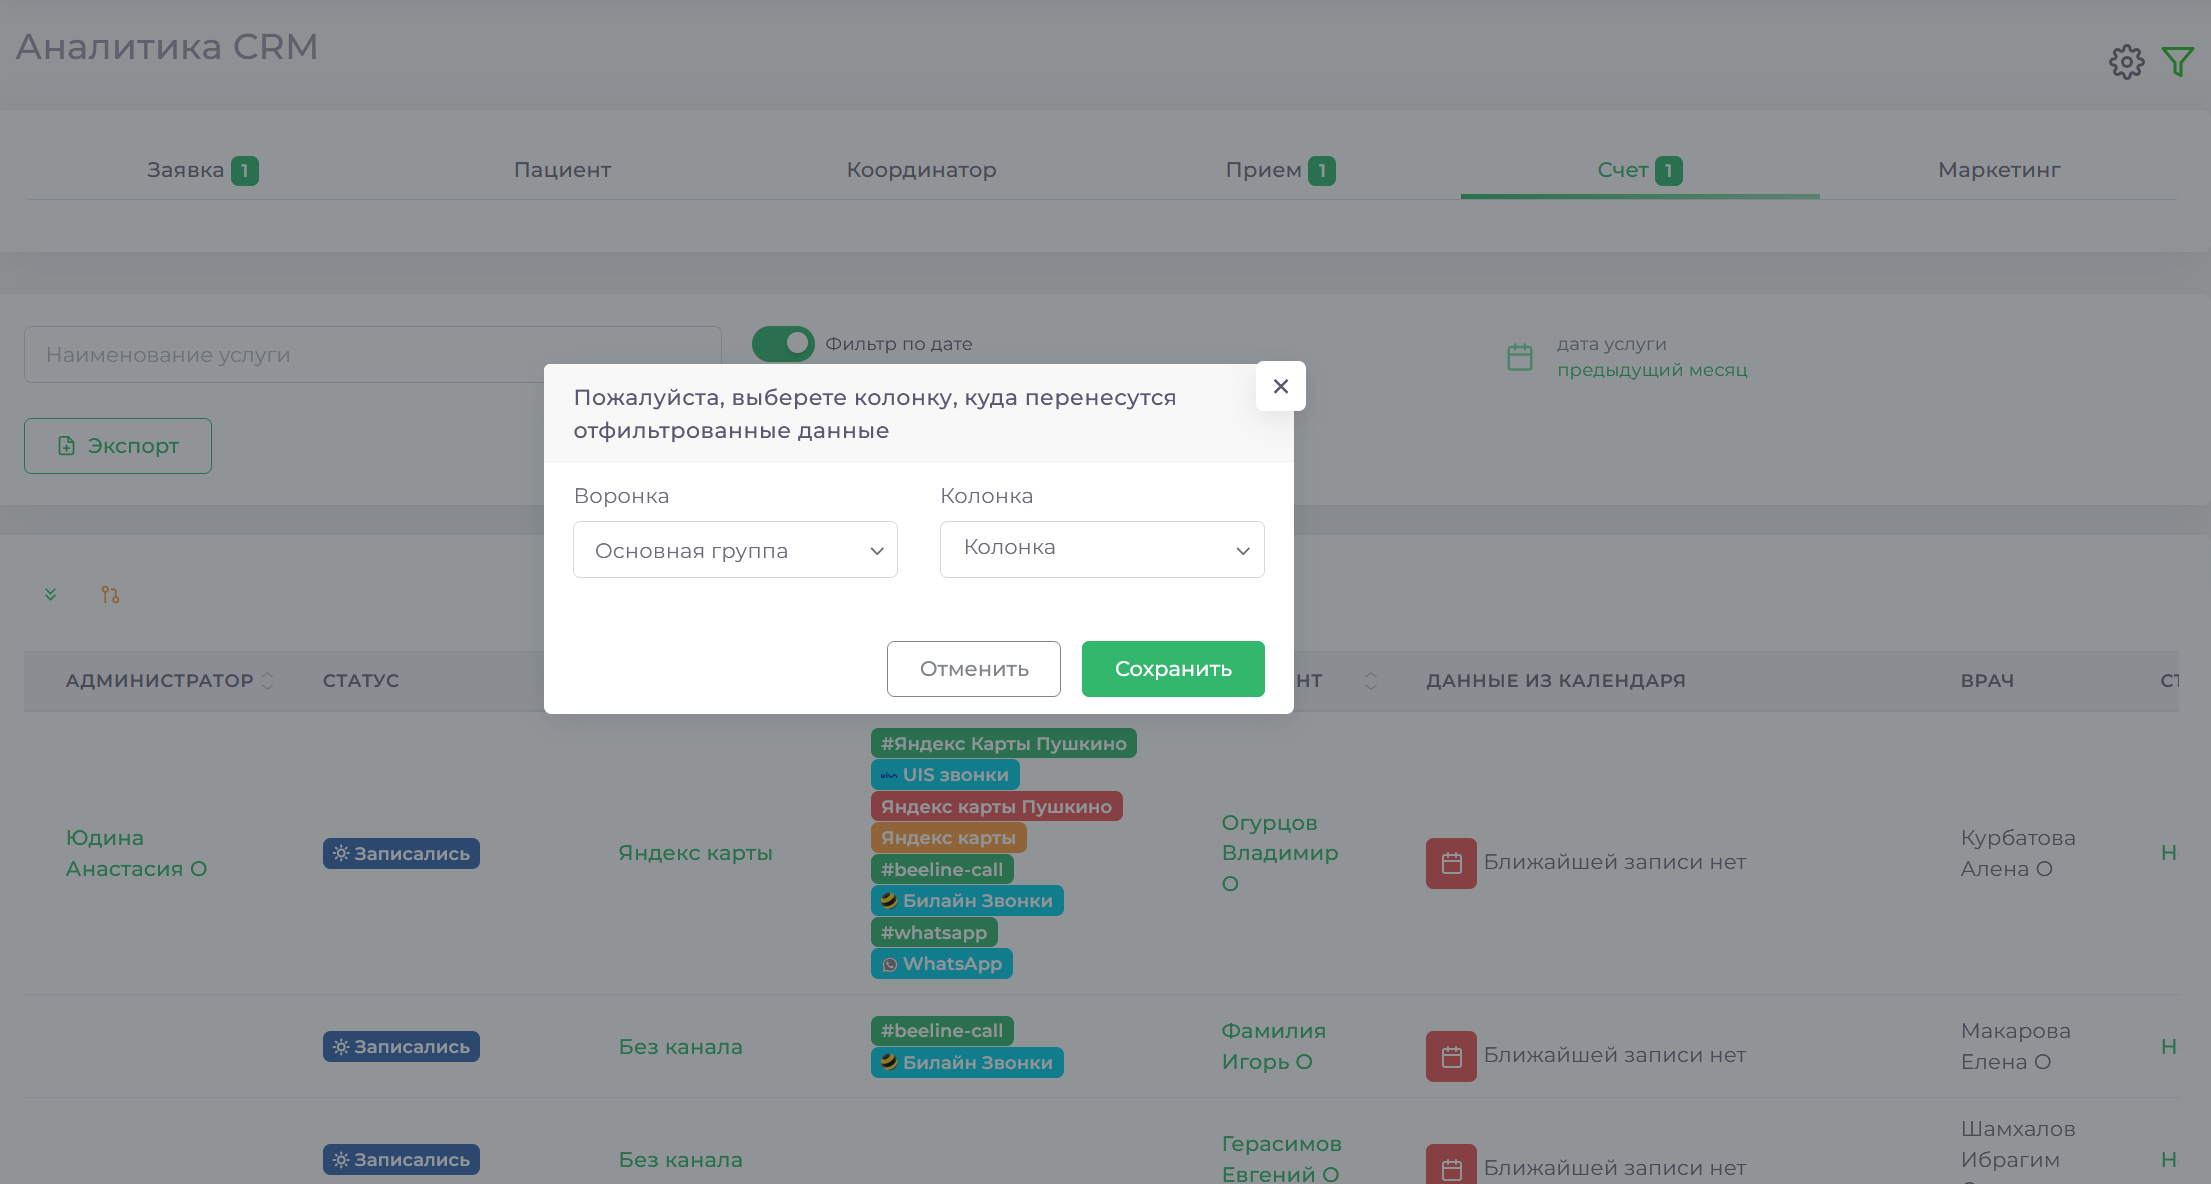 Аналитика CRM
Заявка 1
Пациент
Координатор
Прием 1
Счет 1
Маркетинг
Наименование услуги
Фильтр по дате
дата услуги
предыдущий месяц
Экспорт
Пожалуйста, выберете колонку, куда перенесутся
отфильтрованные данные
Воронка
Колонка
Основная группа
Колонка
Отменить
Сохранить
АДМИНИСТРАТОР
СТАТУС
НТ
ДАННЫЕ ИЗ КАЛЕНДАРЯ
ВРАЧ
СТ
Юдина
Анастасия О
Записались
Яндекс карты
#Яндекс Карты Пушкино
UIS звонки
Яндекс карты Пушкино
Яндекс карты
#beeline-call
Билайн Звонки
#whatsapp
WhatsApp
Огурцов
Владимир
О
Ближайшей записи нет
Курбатова
Алена О
Н
Записались
Без канала
#beeline-call
Билайн Звонки
Фамилия
Игорь О
Ближайшей записи нет
Макарова
Елена О
Н
Записались
Без канала
Герасимов
Евгений О
Ближайшей записи нет
Шамхалов
Ибрагим
Н